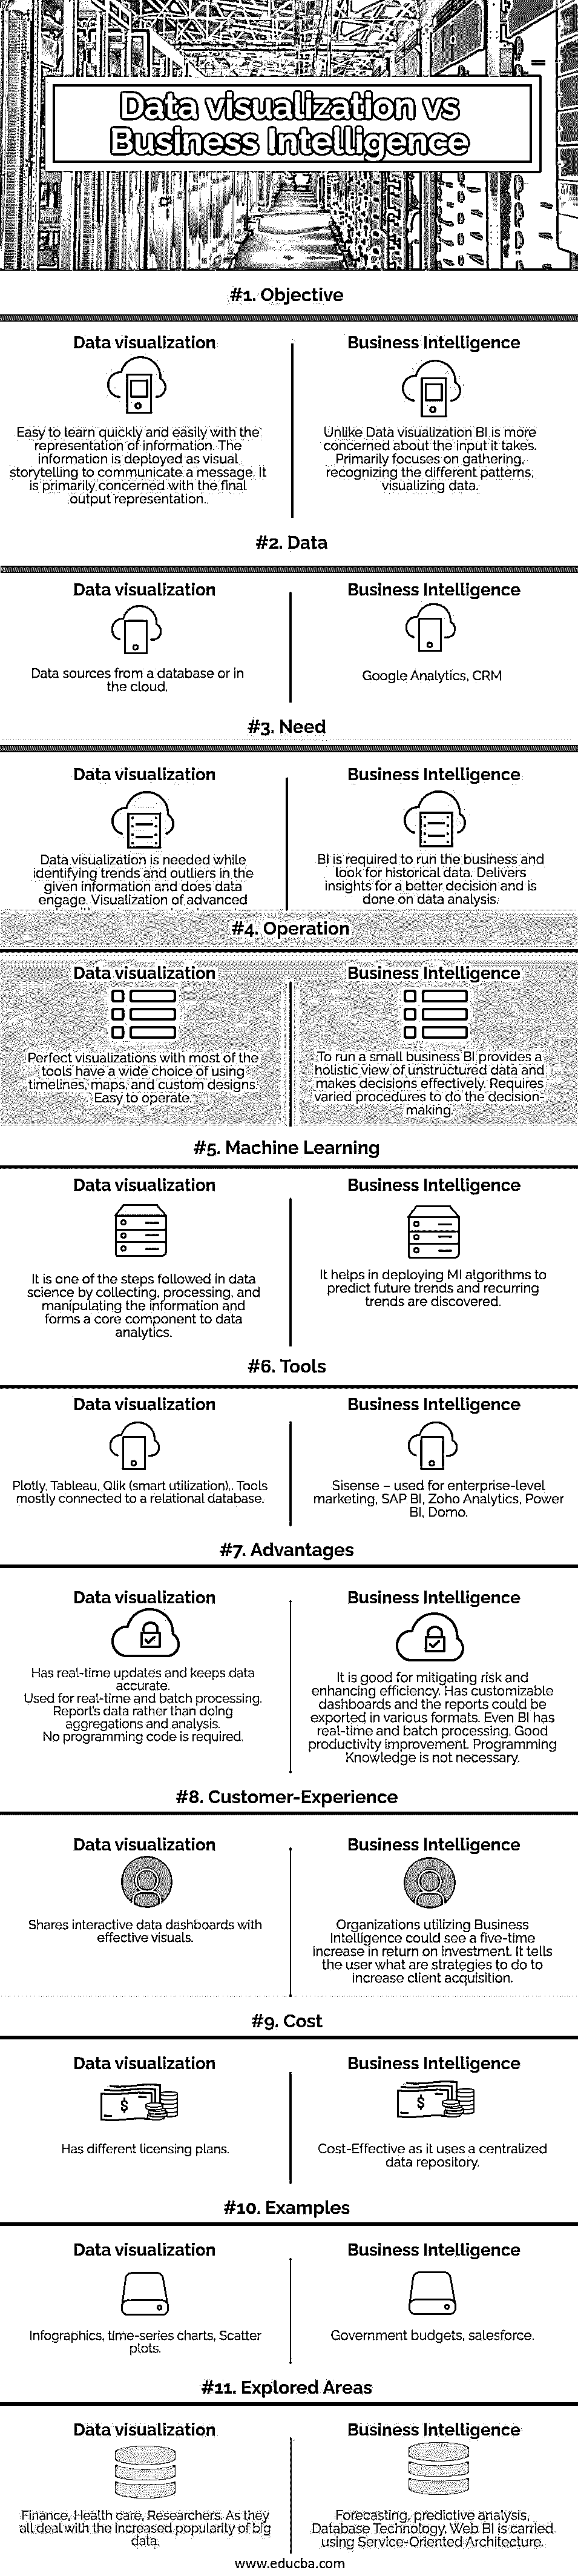 Data visualization vs
Business Intelligence
#1. Objective
Data visualization
Easy to learn quickly and easily with the
representation of information. The
information is deployed as visual
storytelling to communicate a message. It
is primarily concerned with the final
output representation.
Business Intelligence
Unlike Data visualization BI is more
concerned about the input it takes.
Primarily focuses on gathering,
recognizing the different patterns,
visualizing data.
#2. Data
Data visualization
Data sources from a database or in
the cloud.
Business Intelligence
Google Analytics, CRM
#3. Need
Data visualization
Data visualization is needed while
identifying trends and outliers in the
given information and does data
engage. Visualization of advanced
Business Intelligence
BI is required to run the business and
look for historical data. Delivers
insights for a better decision and is
done on data analysis.
#4. Operation
Data visualization
Perfect visualizations with most of the
tools have a wide choice of using
timelines, maps, and custom designs.
Easy to operate.
Business Intelligence
To run a small business BI provides a
holistic view of unstructured data and
makes decisions effectively. Requires
varied procedures to do the decision-
making.
#5. Machine Learning
Data visualization
It is one of the steps followed in data
science by collecting, processing, and
manipulating the information and
forms a core component to data
analytics.
Business Intelligence
It helps in deploying Ml algorithms to
predict future trends and recurring
trends are discovered.
#6. Tools
Data visualization
Plotly, Tableau, Qlik (smart utilization),. Tools
mostly connected to a relational database.
Business Intelligence
Sisense – used for enterprise-level
marketing, SAP BI, Zoho Analytics, Power
BI, Domo.
#7. Advantages
Data visualization
Has real-time updates and keeps data
accurate.
Used for real-time and batch processing.
Report's data rather than doing
aggregations and analysis.
No programming code is required.
Business Intelligence
It is good for mitigating risk and
enhancing efficiency. Has customizable
dashboards and the reports could be
exported in various formats. Even BI has
real-time and batch processing. Good
productivity improvement. Programming
Knowledge is not necessary.
#8. Customer-Experience
Data visualization
Shares interactive data dashboards with
effective visuals.
Business Intelligence
Organizations utilizing Business
Intelligence could see a five-time
increase in return on investment. It tells
the user what are strategies to do to
increase client acquisition.
#9. Cost
Data visualization
Has different licensing plans.
Business Intelligence
Cost-Effective as it uses a centralized
data repository.
#10. Examples
Data visualization
Infographics, time-series charts, Scatter
plots.
Business Intelligence
Government budgets, salesforce.
#11. Explored Areas
Data visualization
Finance, Health care, Researchers. As they
all deal with the increased popularity of big
data.
Business Intelligence
Forecasting, predictive analysis,
Database Technology. Web BI is carried
using Service-Oriented Architecture.
www.educba.com